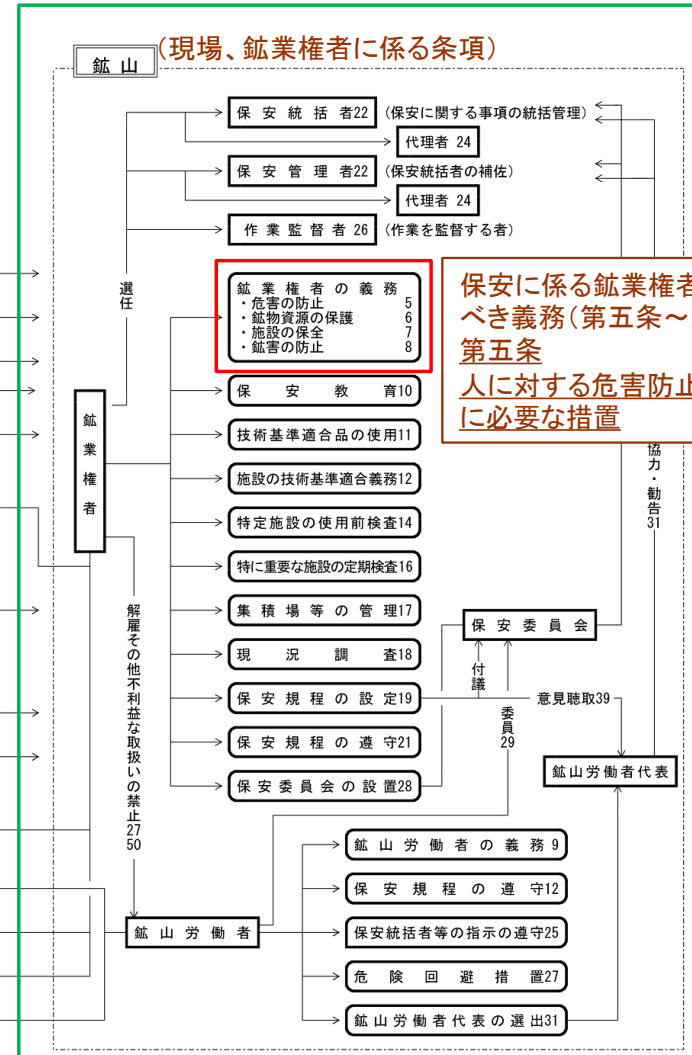 鉱山
(現場、鉱業権者に係る条項)
保安統括者22 (保安に関する事項の統括管理)
代理者 24
保安管理者22 (保安統括者の補佐)
代理者 24
作業監督者 26 (作業を監督する者)
選任
鉱業権者の義務
・危害の防止 5
・鉱物資源の保護 6
・施設の保全 7
・鉱害の防止 8
保安に係る鉱業権者
べき義務(第五条～
第五条
人に対する危害防止
に必要な措置
保安教育10
鉱業権者
技術基準適合品の使用11
協力・勧告31
施設の技術基準適合義務12
特定施設の使用前検査14
特に重要な施設の定期検査16
解雇その他不利益な取扱いの禁止27
50
集積場等の管理17
保安委員会
現況調査18
付議
保安規程の設定19
意見聴取39
委員29
保安規程の遵守21
鉱山労働者代表
保安委員会の設置28
鉱山労働者の義務 9
保安規程の遵守12
鉱山労働者
保安統括者等の指示の遵守25
危険回避措置27
鉱山労働者代表の選出31